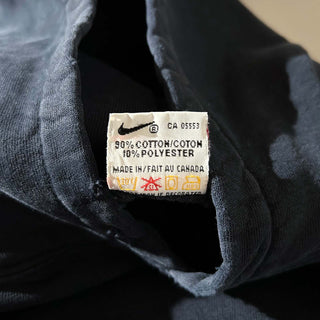 ® CA 05553
90% COTTON/COTON
10% POLYESTER
MADE IN/FAIT AU CANADA